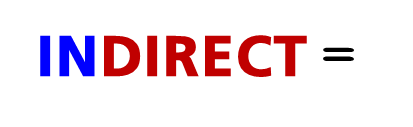 INDIRECT =